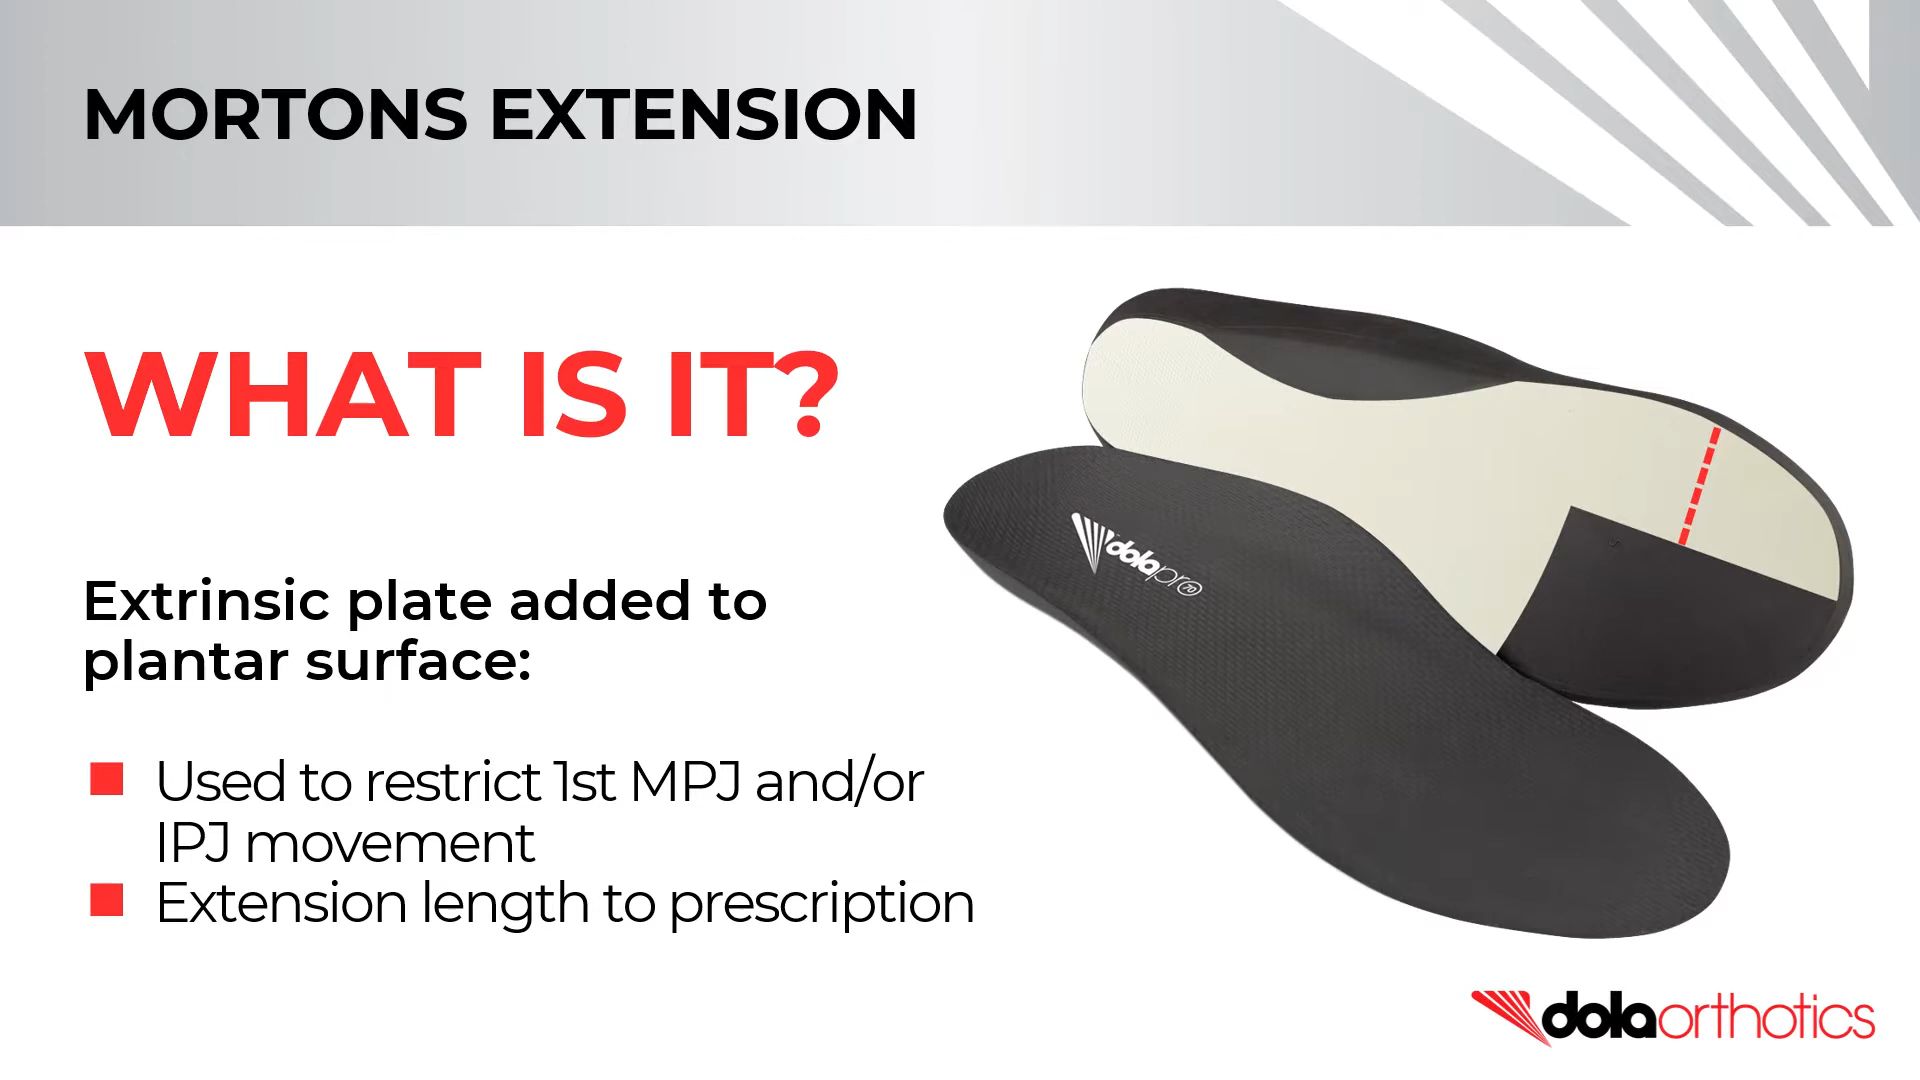 MORTONS EXTENSION
WHAT IS IT?
Extrinsic plate added to
plantar surface:
Used to restrict 1st MPJ and/or
IPJ movement
Extension length to prescription
dolapro 70
dolaorthotics